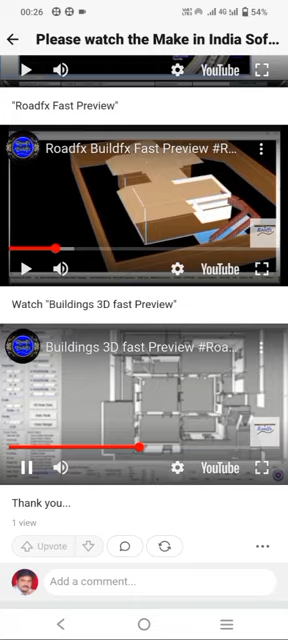 00:26 4G 54%
Please watch the Make in India Sof...
YouTube
"Roadfx Fast Preview"
Roadfx Buildfx Fast Preview #R...
YouTube
Watch "Buildings 3D fast Preview"
Buildings 3D fast Preview #Roa...
YouTube
Thank you...
1 view
Upvote
Add a comment...